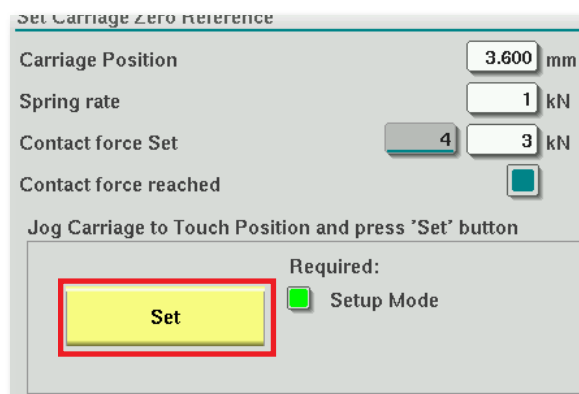 Set Carriage Zero Reference
Carriage Position 3.600 mm
Spring rate 1 kN
Contact force Set 4 3 kN
Contact force reached
Jog Carriage to Touch Position and press 'Set' button
Required:
Setup Mode
Set